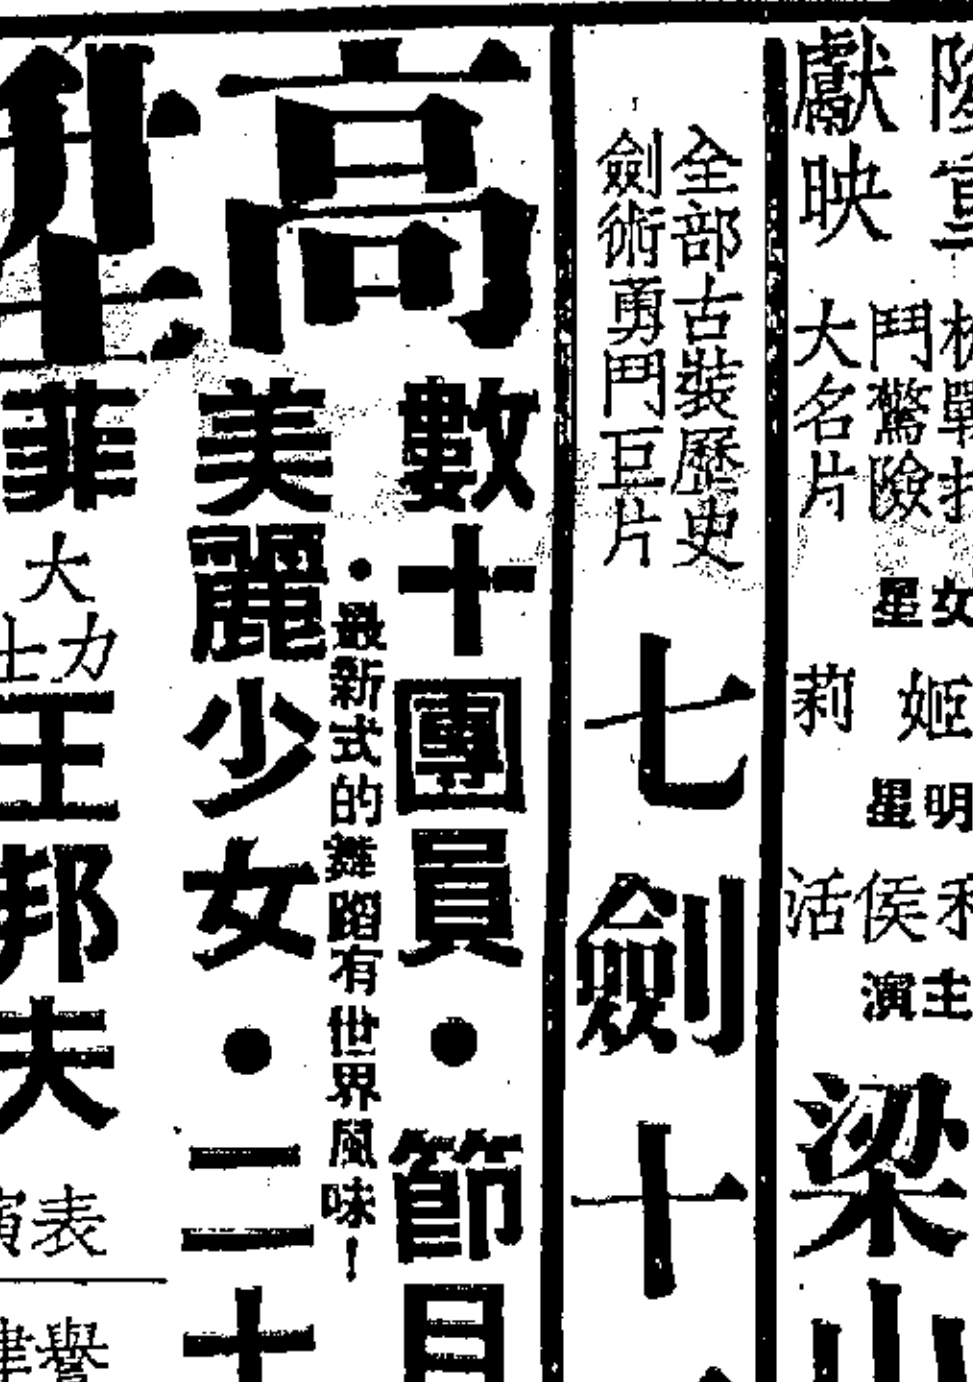 獻映
鬥驚險
大名片
女星
姬莉
明星
侯活
主演
梁山
全部古裝歷史
劍術勇鬥巨片
七劍十
高
數十團員・節目
・最新式的舞蹈有世界風味！
美麗少女・二十
菲
大力士
王邦夫
表演
譽